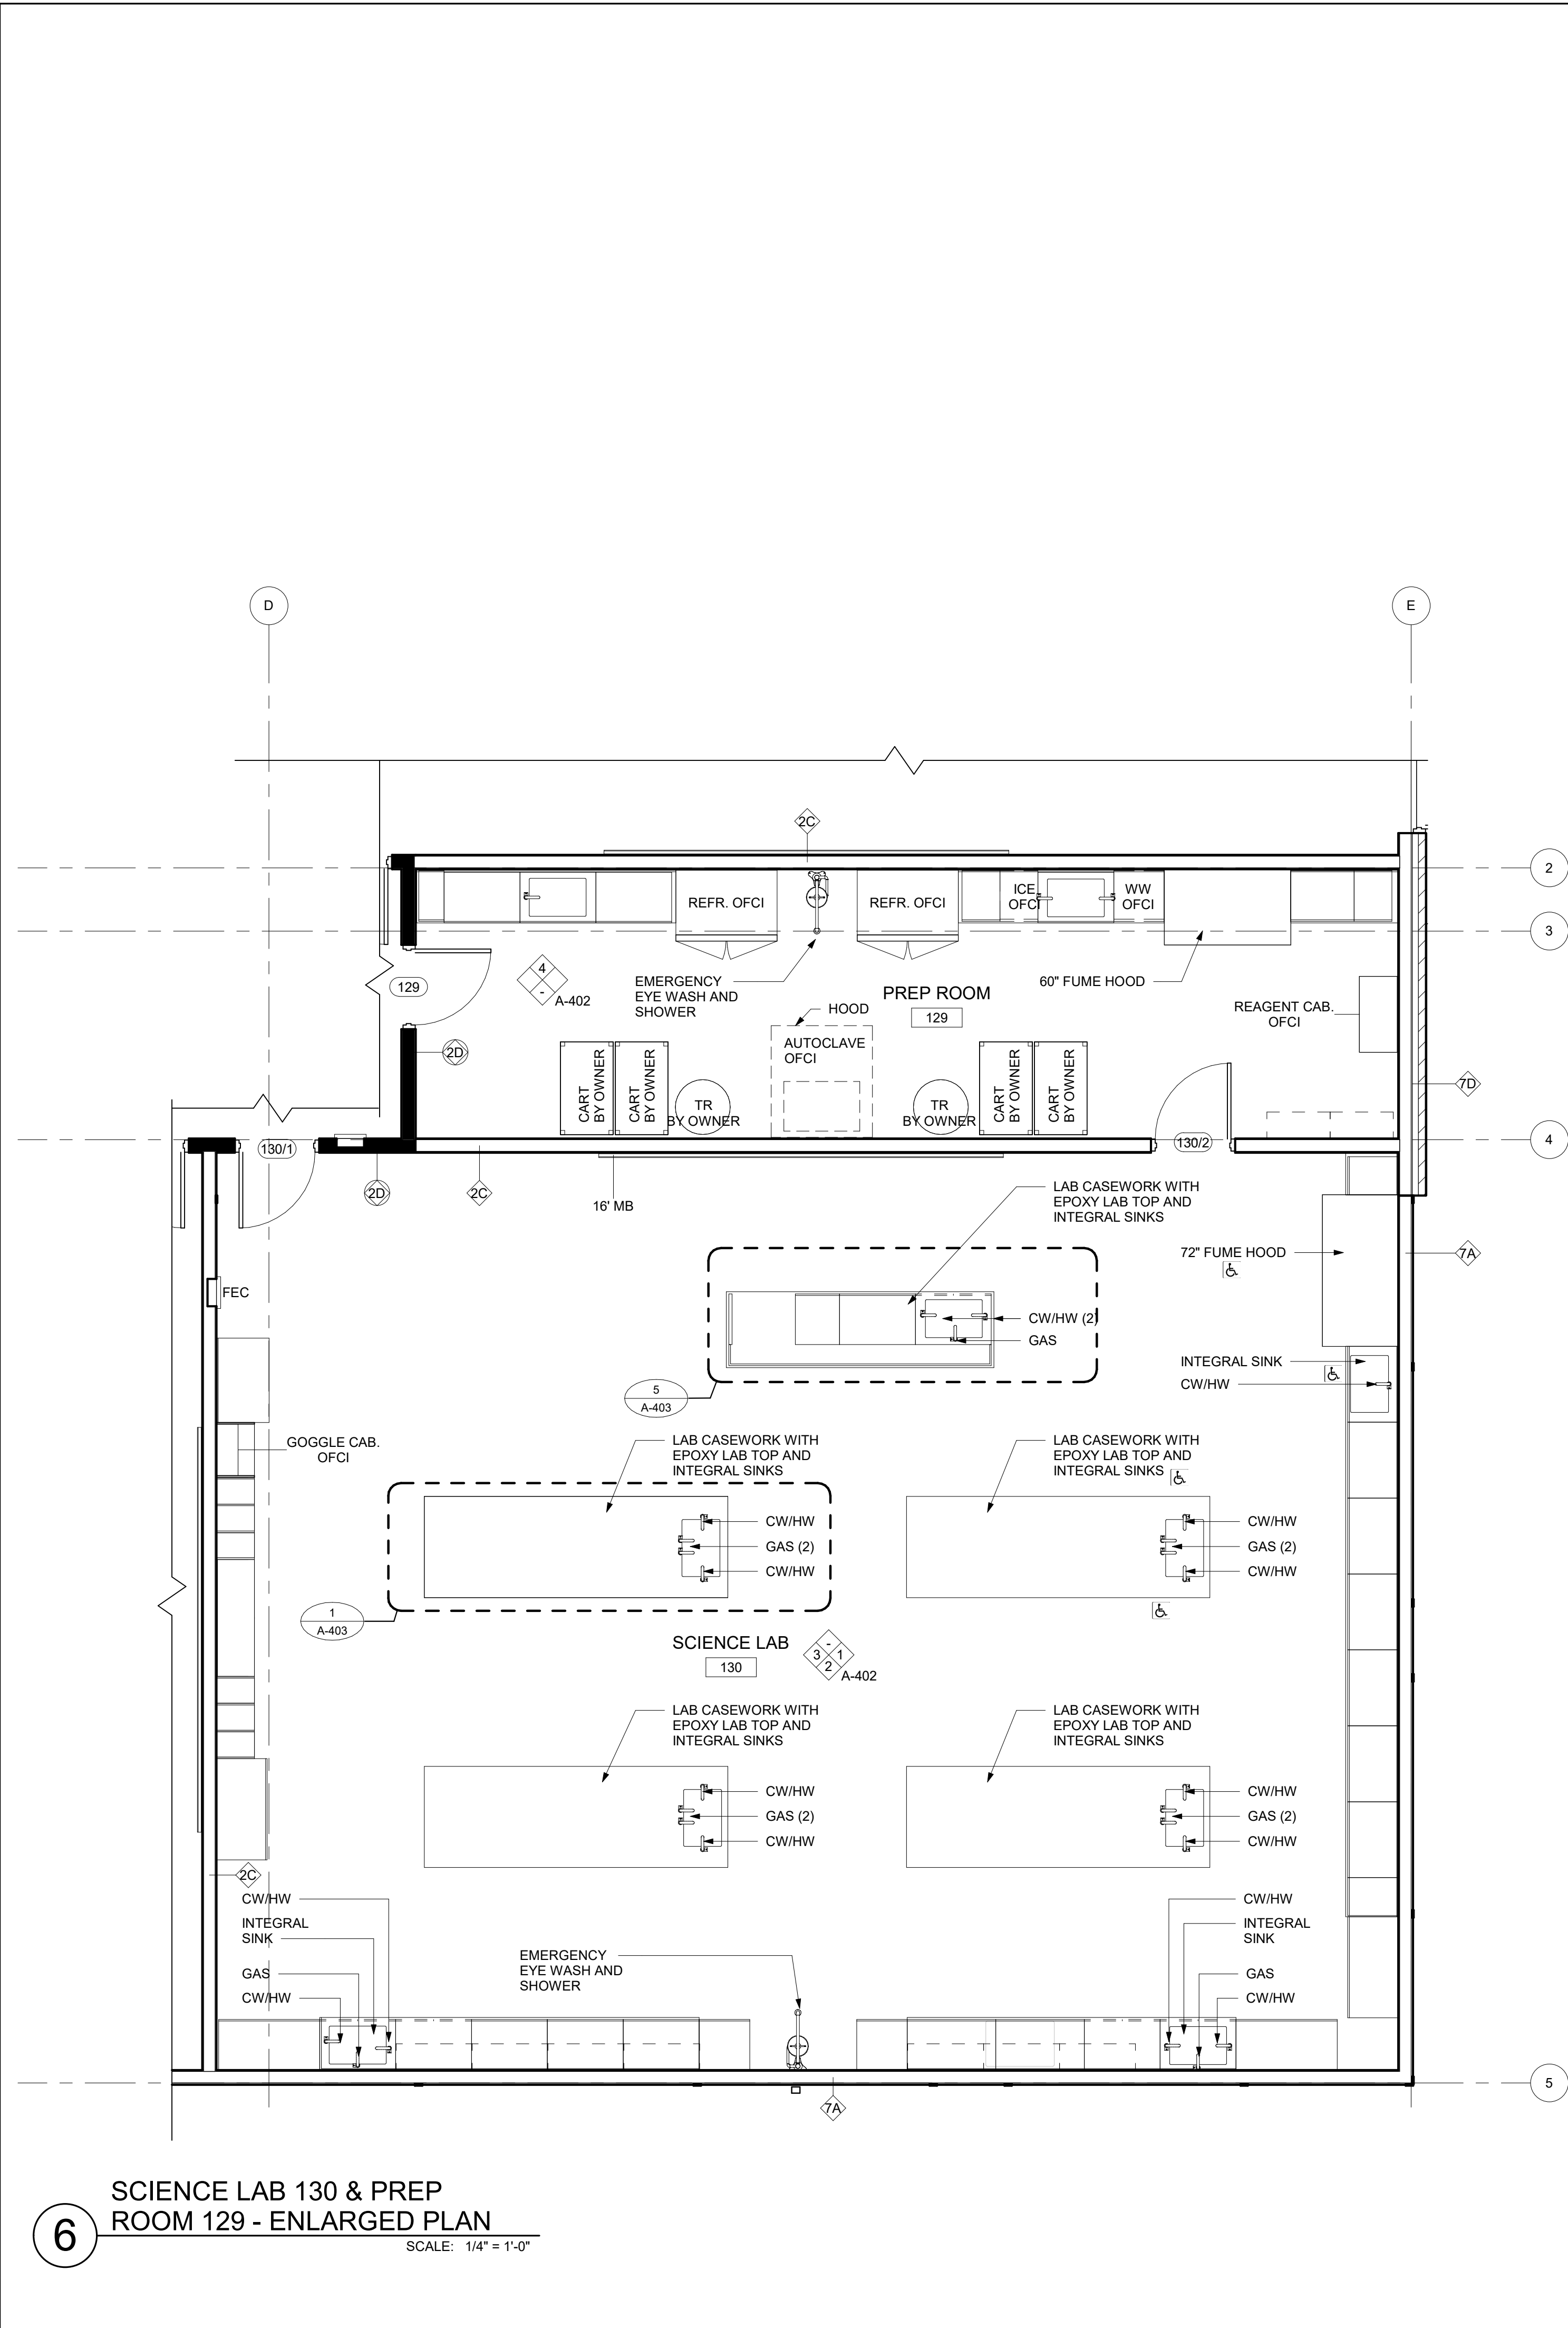 D
E
2C
2
ICE
OFCI
WW
OFCI
REFR. OFCI
REFR. OFCI
3
4
-
A-402
129
EMERGENCY
EYE WASH AND
SHOWER
PREP ROOM
129
60" FUME HOOD
HOOD
REAGENT CAB.
OFCI
AUTOCLAVE
OFCI
2D
CART
BY OWNER
CART
BY OWNER
TR
BY OWNER
TR
BY OWNER
CART
BY OWNER
CART
BY OWNER
7D
130/1
130/2
4
2D
2C
16' MB
LAB CASEWORK WITH
EPOXY LAB TOP AND
INTEGRAL SINKS
72" FUME HOOD
7A
FEC
CW/HW (2)
GAS
INTEGRAL SINK
CW/HW
5
A-403
GOGGLE CAB.
OFCI
LAB CASEWORK WITH
EPOXY LAB TOP AND
INTEGRAL SINKS
LAB CASEWORK WITH
EPOXY LAB TOP AND
INTEGRAL SINKS
CW/HW
GAS (2)
CW/HW
CW/HW
GAS (2)
CW/HW
1
A-403
SCIENCE LAB
130
-
3
1
2
A-402
LAB CASEWORK WITH
EPOXY LAB TOP AND
INTEGRAL SINKS
LAB CASEWORK WITH
EPOXY LAB TOP AND
INTEGRAL SINKS
CW/HW
GAS (2)
CW/HW
CW/HW
GAS (2)
CW/HW
2C
CW/HW
INTEGRAL
SINK
GAS
CW/HW
EMERGENCY
EYE WASH AND
SHOWER
CW/HW
INTEGRAL
SINK
GAS
CW/HW
5
7A
6
SCIENCE LAB 130 & PREP
ROOM 129 - ENLARGED PLAN
SCALE: 1/4" = 1'-0"